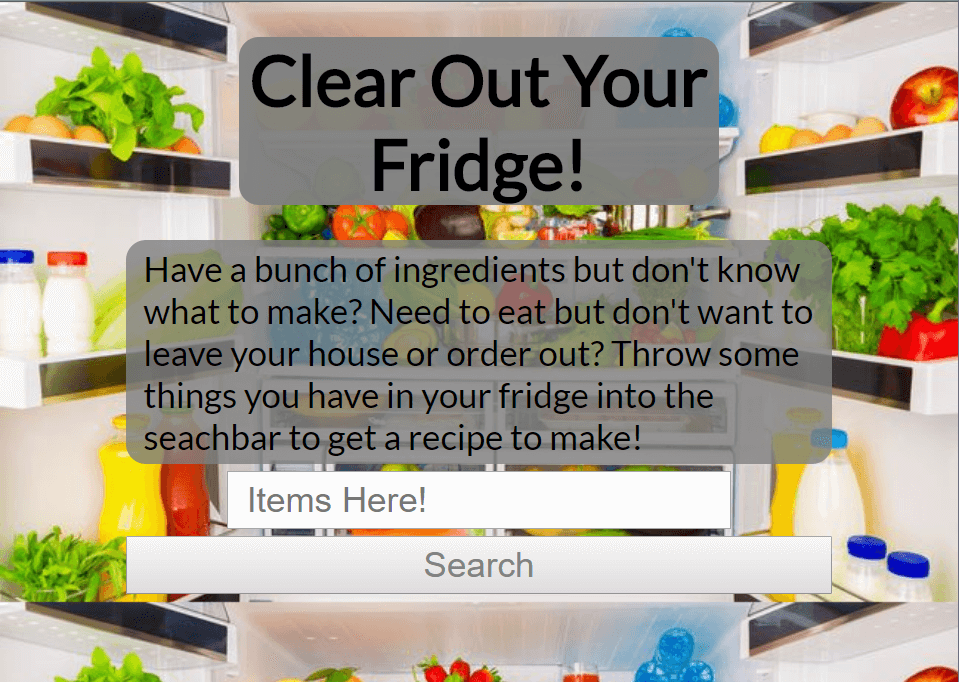 Clear Out Your
Fridge!
Have a bunch of ingredients but don't know
what to make? Need to eat but don't want to
leave your house or order out? Throw some
things you have in your fridge into the
seachbar to get a recipe to make!
Items Here!
Search